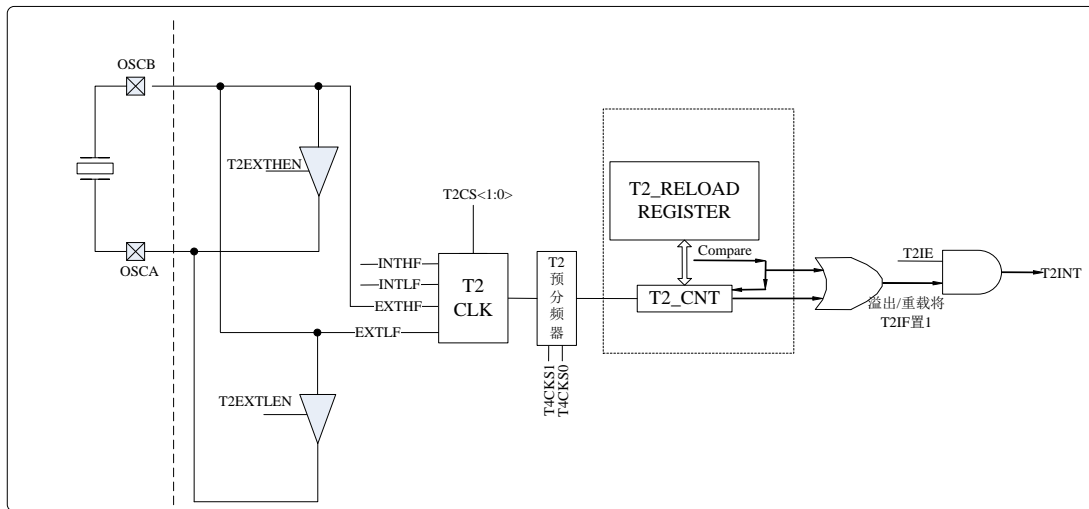 OSCB
T2EXTHEN
OSCA
T2CS<1:0>
INTHF
INTLF
EXTHF
EXTLF
T2
CLK
T2
预
分
频
器
T4CKS1
T4CKS0
T2_RELOAD
REGISTER
Compare
T2_CNT
T2IE
T2INT
溢出/重载将
T2IF置1
T2EXTLEN